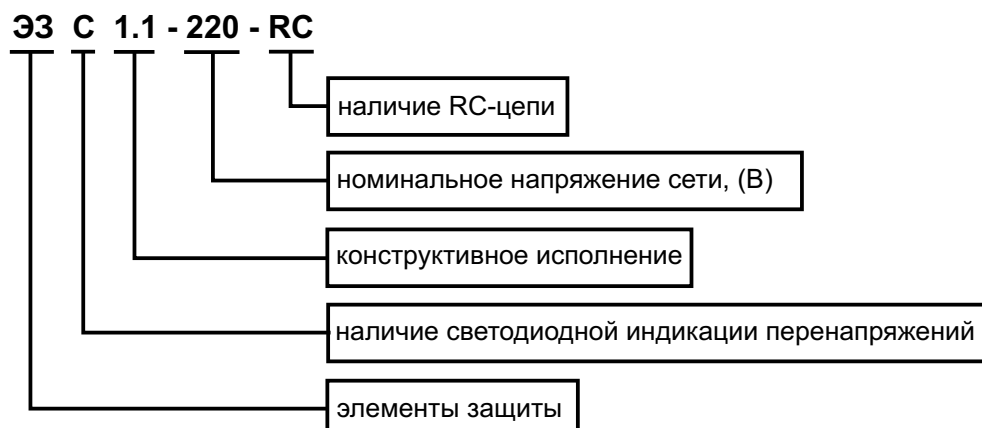 ЭЗ С 1.1 - 220 - RC
наличие RC-цепи
номинальное напряжение сети, (В)
конструктивное исполнение
наличие светодиодной индикации перенапряжений
элементы защиты